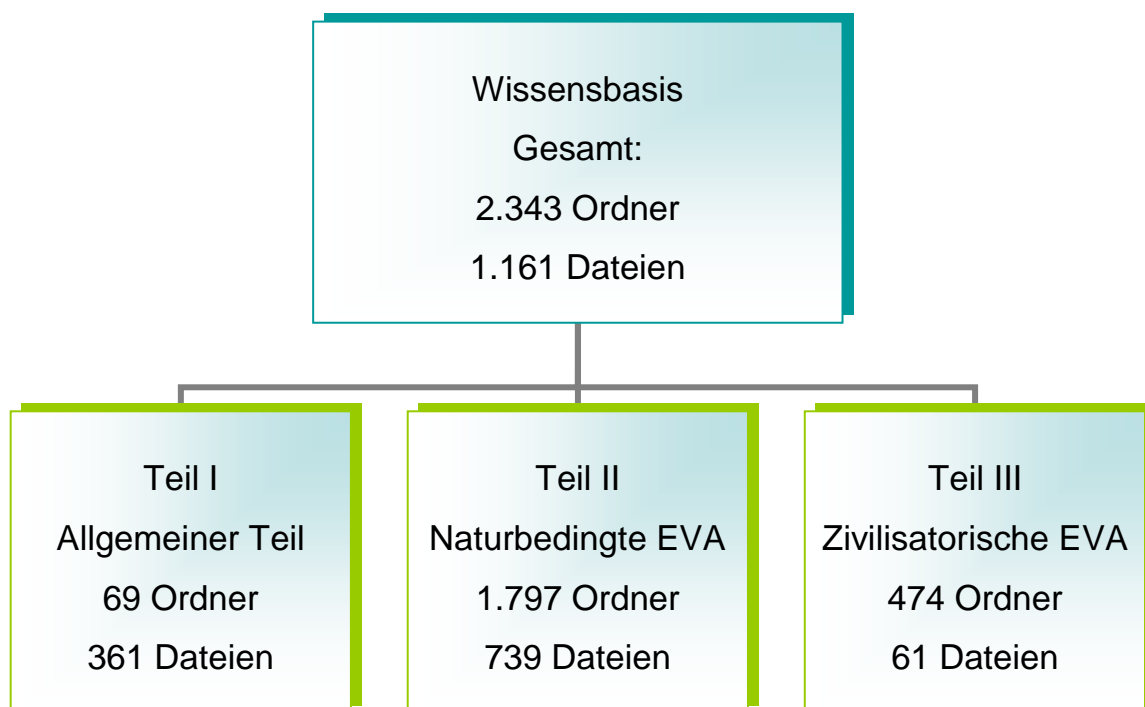 Wissensbasis
Gesamt:
2.343 Ordner
1.161 Dateien
Teil I
Allgemeiner Teil
69 Ordner
361 Dateien
Teil II
Naturbedingte EVA
1.797 Ordner
739 Dateien
Teil III
Zivilisatorische EVA
474 Ordner
61 Dateien